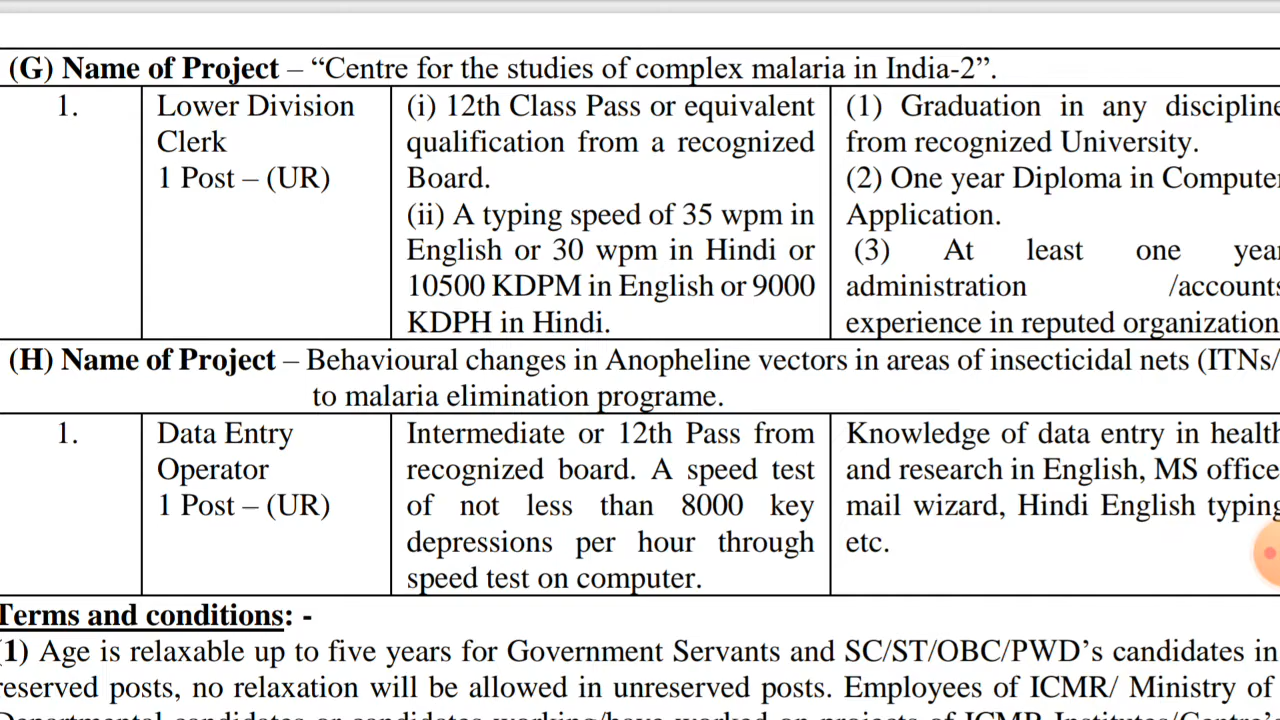 (G) Name of Project – “Centre for the studies of complex malaria in India-2”.
1.
Lower Division
Clerk
1 Post – (UR)
(i) 12th Class Pass or equivalent
qualification from a recognized
Board.
(ii) A typing speed of 35 wpm in
English or 30 wpm in Hindi or
10500 KDPM in English or 9000
KDPH in Hindi.
(1) Graduation in any discipline
from recognized University.
(2) One year Diploma in Computer
Application.
(3) At least one year
administration /accounts
experience in reputed organization
(H) Name of Project – Behavioural changes in Anopheline vectors in areas of insecticidal nets (ITNs/
to malaria elimination programe.
1.
Data Entry
Operator
1 Post – (UR)
Intermediate or 12th Pass from
recognized board. A speed test
of not less than 8000 key
depressions per hour through
speed test on computer.
Knowledge of data entry in health
and research in English, MS office
mail wizard, Hindi English typing
etc.
Terms and conditions: -
(1) Age is relaxable up to five years for Government Servants and SC/ST/OBC/PWD’s candidates in
reserved posts, no relaxation will be allowed in unreserved posts. Employees of ICMR/ Ministry of